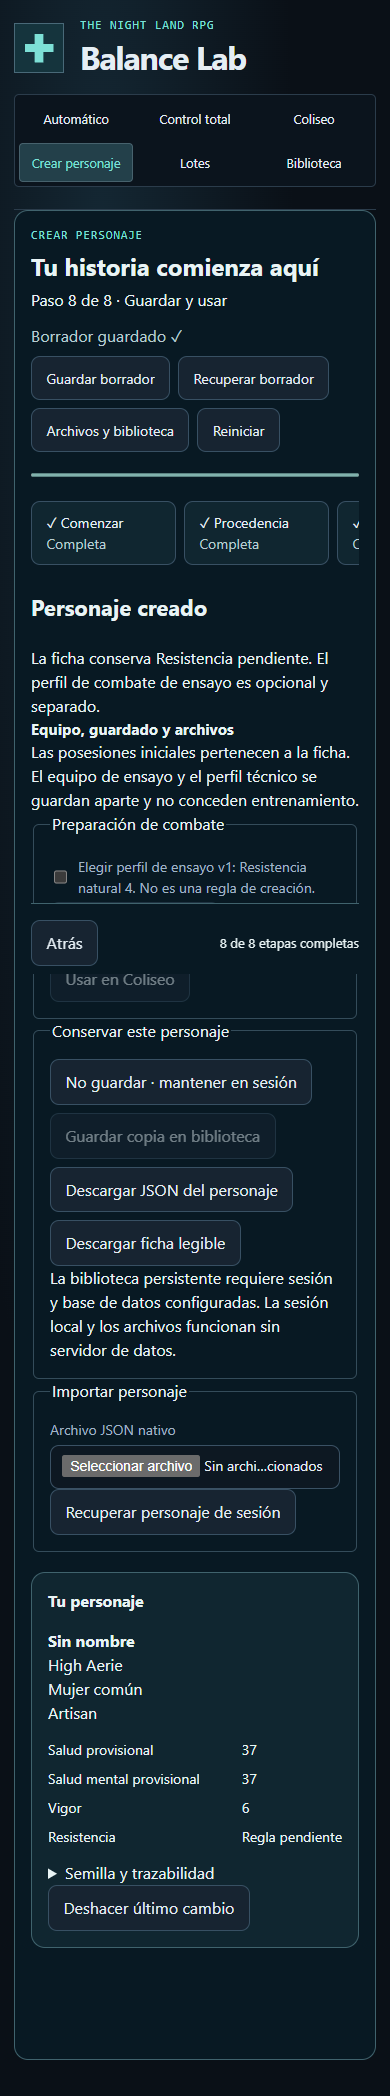 THE NIGHT LAND RPG
Balance Lab
Automático
Control total
Coliseo
Crear personaje
Lotes
Biblioteca
CREAR PERSONAJE
Tu historia comienza aquí
Paso 8 de 8 · Guardar y usar
Borrador guardado ✓
Guardar borrador
Recuperar borrador
Archivos y biblioteca
Reiniciar
✓ Comenzar
Completa
✓ Procedencia
Completa
✓
Personaje creado
La ficha conserva Resistencia pendiente. El
perfil de combate de ensayo es opcional y
separado.
Equipo, guardado y archivos
Las posesiones iniciales pertenecen a la ficha.
El equipo de ensayo y el perfil técnico se
guardan aparte y no conceden entrenamiento.
Preparación de combate
Elegir perfil de ensayo v1: Resistencia
natural 4. No es una regla de creación.
Atrás
8 de 8 etapas completas
Usar en Coliseo
Conservar este personaje
No guardar · mantener en sesión
Guardar copia en biblioteca
Descargar JSON del personaje
Descargar ficha legible
La biblioteca persistente requiere sesión
y base de datos configuradas. La sesión
local y los archivos funcionan sin
servidor de datos.
Importar personaje
Archivo JSON nativo
Seleccionar archivo Sin archi...cionados
Recuperar personaje de sesión
Tu personaje
Sin nombre
High Aerie
Mujer común
Artisan
Salud provisional 37
Salud mental provisional 37
Vigor 6
Resistencia Regla pendiente
▶ Semilla y trazabilidad
Deshacer último cambio